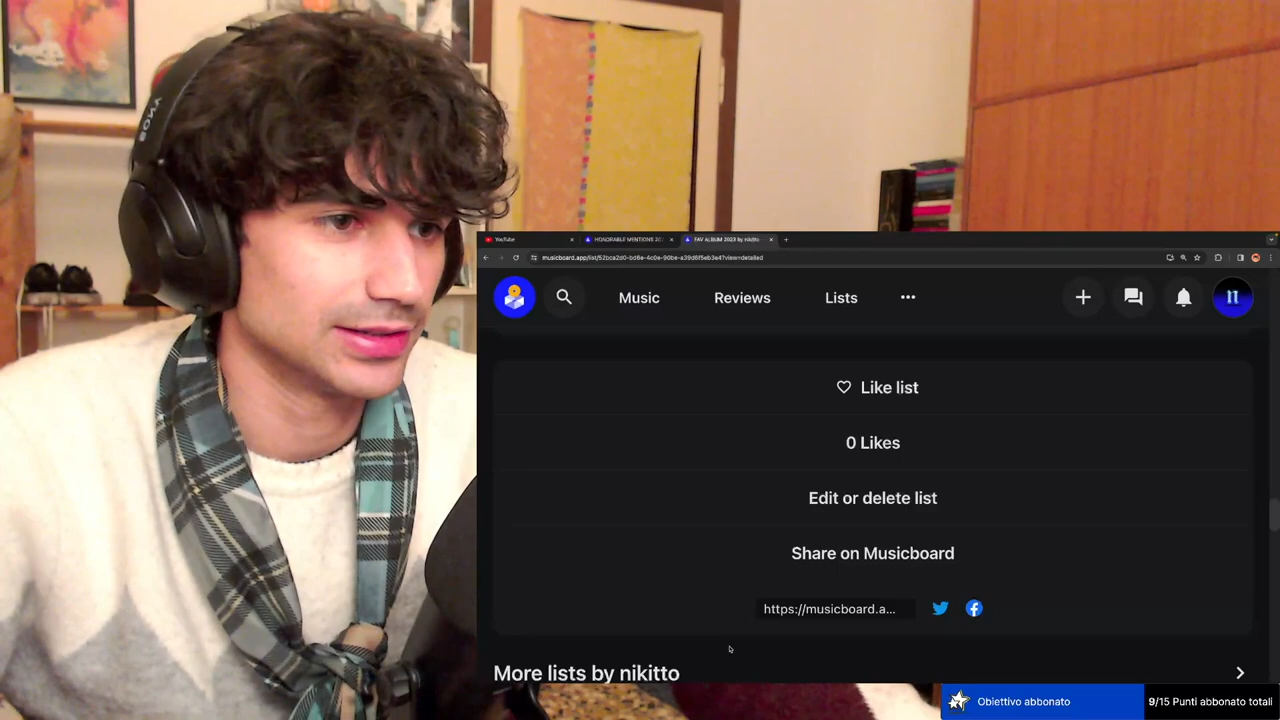 SONY
YouTube
HONORABLE MENTIONS 202
FAV ALBUM 2023 by nikitto
musicboard.app/list/52bca2d0-bd6e-4c0e-90be-a39d6f5eb3e4?view=detailed
Music
Reviews
Lists
n
Like list
0 Likes
Edit or delete list
Share on Musicboard
https://musicboard.a...
More lists by nikitto
Obiettivo abbonato
9/15 Punti abbonato totali